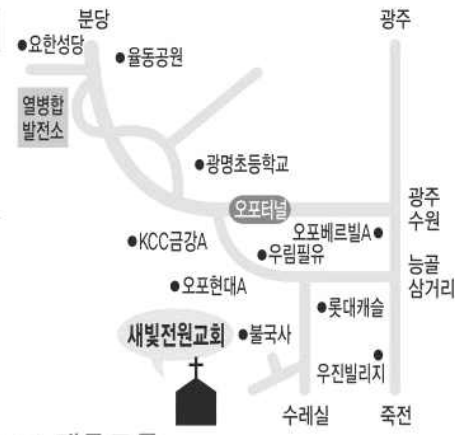 분당
광주
요한성당
율동공원
열병합
발전소
광명초등학교
오포터널
광주
수원
KCC금강A
오포베르빌A
우림필유
능골
삼거리
오포현대A
롯대캐슬
새빛전원교회
불국사
우진빌리지
수레실
죽전